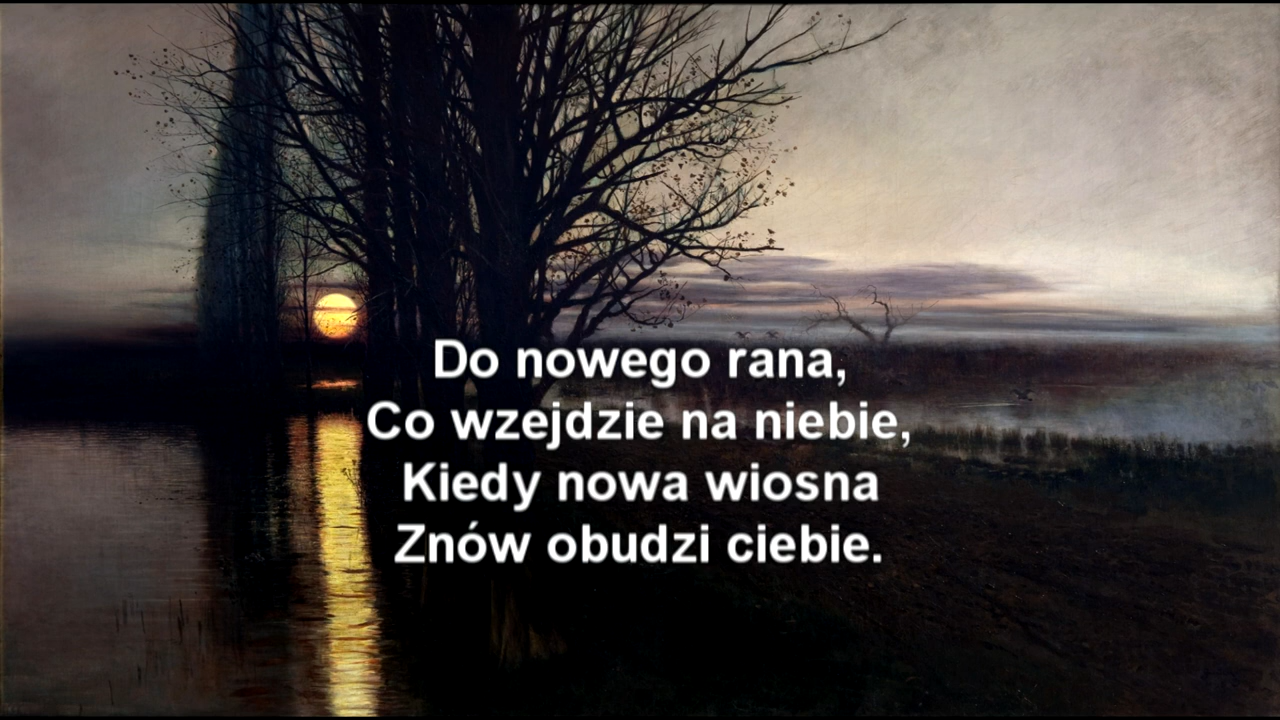 Do nowego rana,
Co wzejdzie na niebie,
Kiedy nowa wiosna
Znów obudzi ciebie.